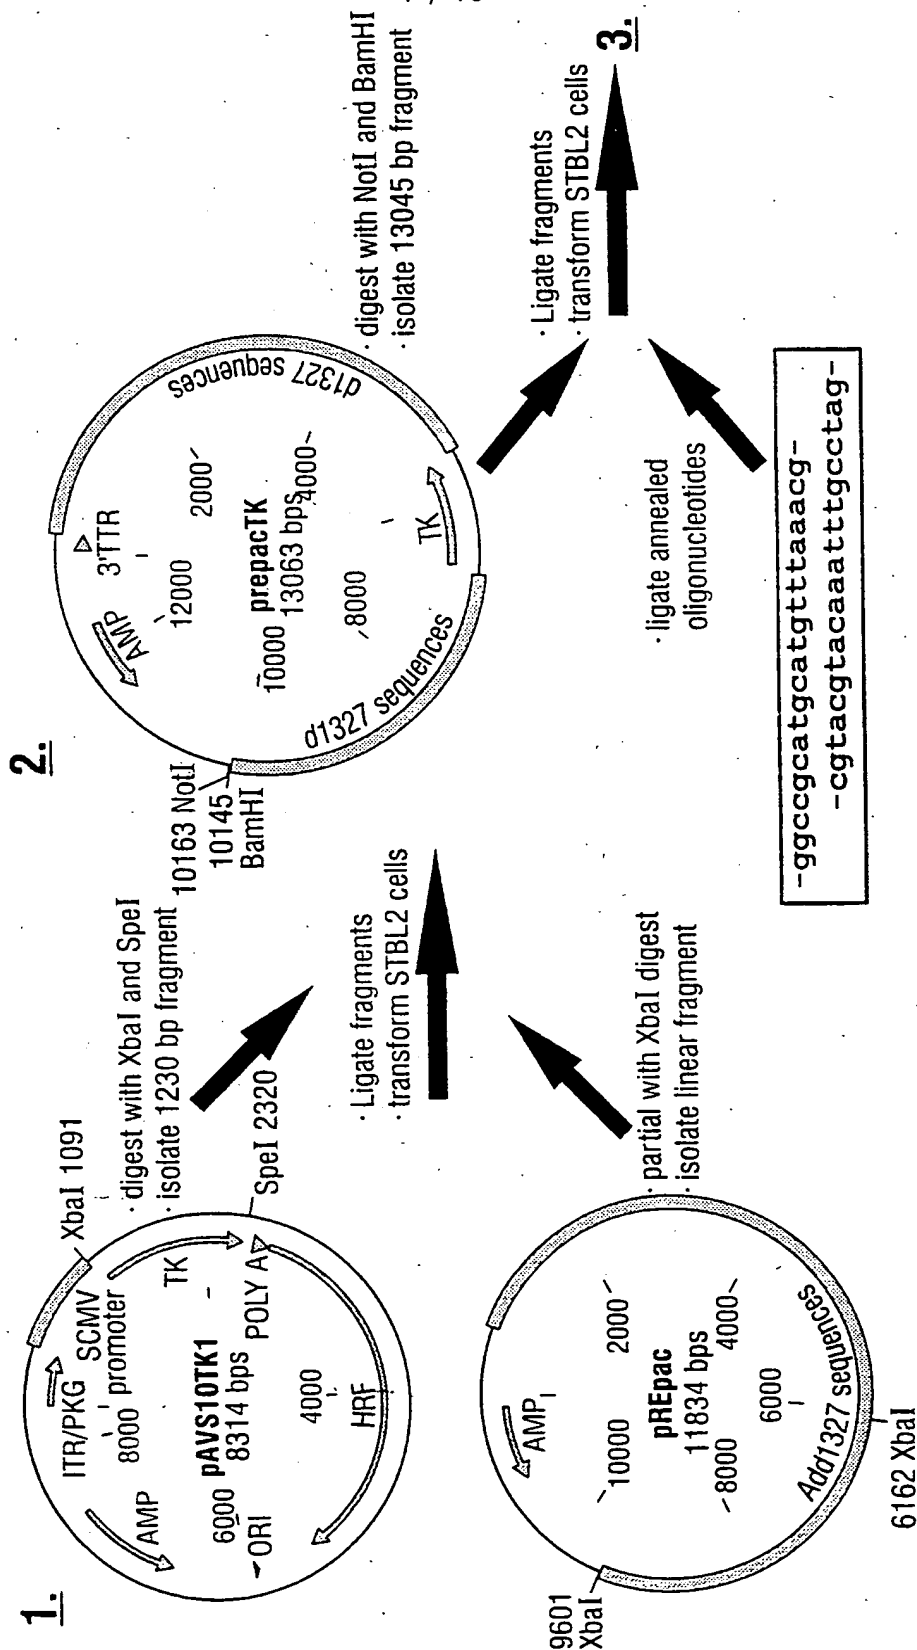 1.
ITR/PKG
SCMV
promoter
XbaI 1091
AMP
8000
TK
pAVS10TK1
8314 bps
6000
ORI
4000
POLY A
HRF
SpeI 2320
· digest with XbaI and SpeI
· isolate 1230 bp fragment
AMP
10000
2000
pREpac
11834 bps
8000
4000
6000
Add1327 sequences
9601
XbaI
6162 XbaI
· partial with XbaI digest
· isolate linear fragment
· Ligate fragments
· transform STBL2 cells
2.
AMP
3'TTR
12000
2000
10163 NotI
10145
BamHI
prepacTK
13063 bps
10000
4000
8000
TK
d1327 sequences
d1327 sequences
· digest with NotI and BamHI
· isolate 13045 bp fragment
· ligate annealed
oligonucleotides
-ggccgcatgcatgtttaaacg-
-cgtacgtacaaatttgcctag-
· Ligate fragments
· transform STBL2 cells
3.